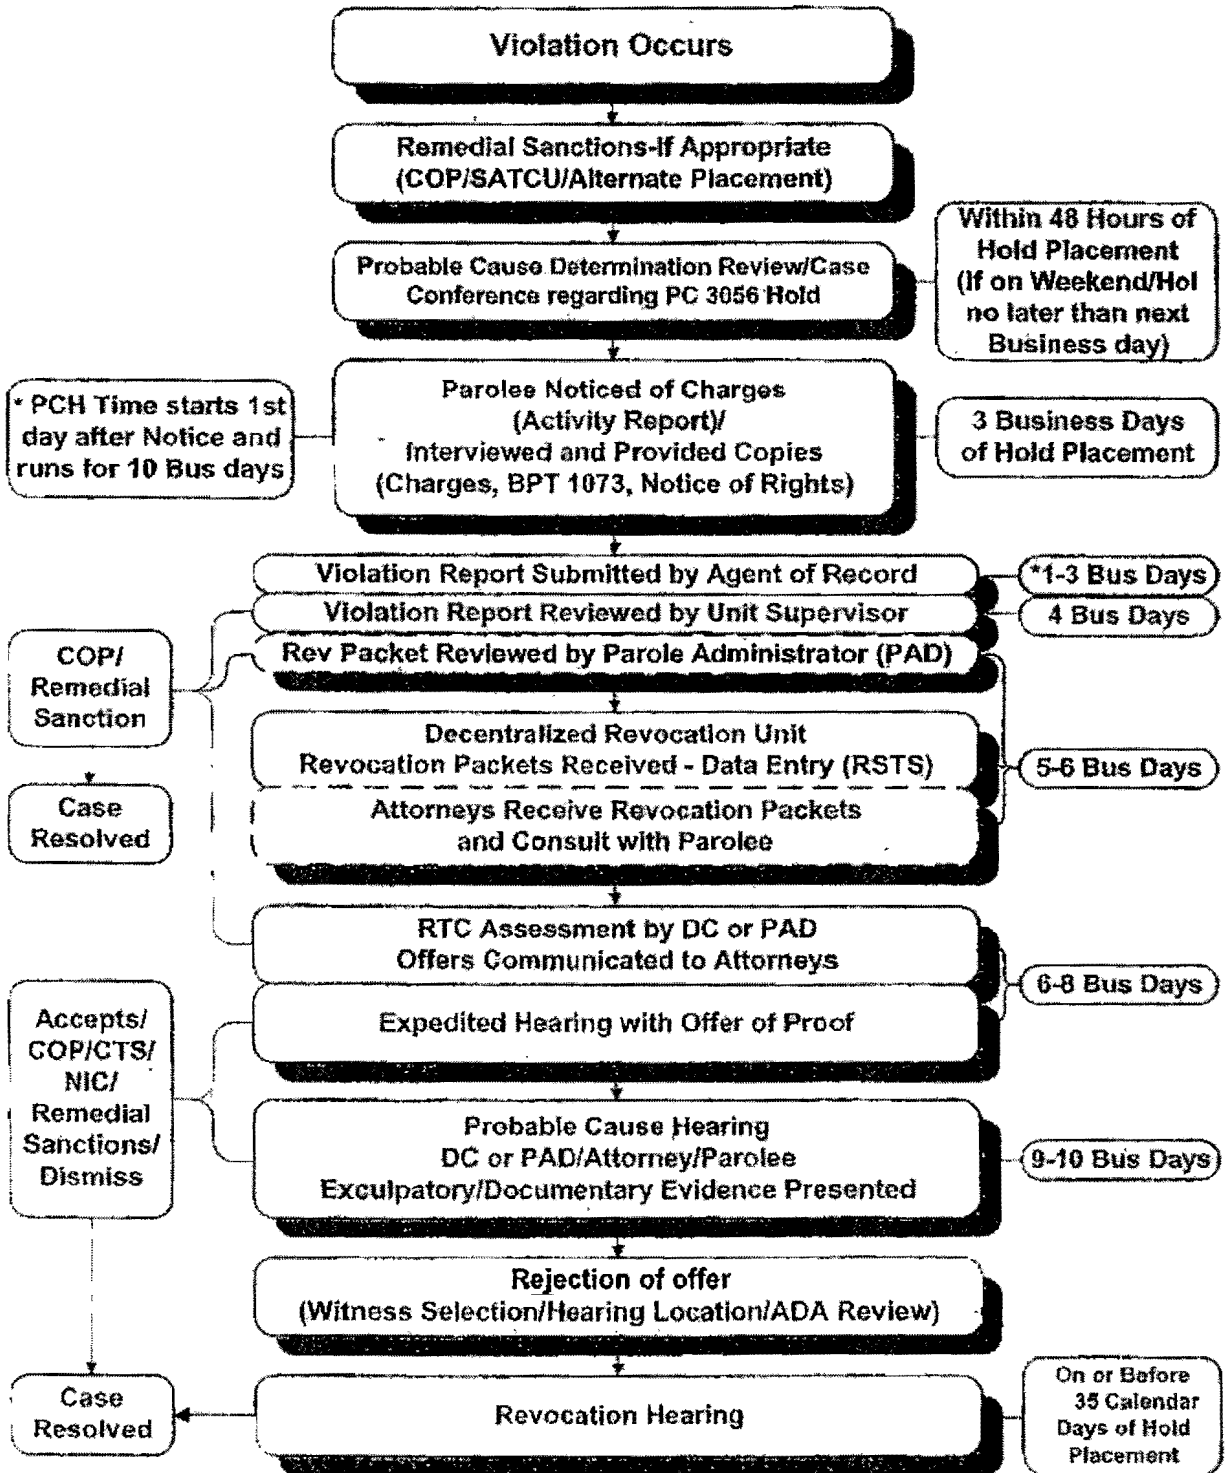 Violation Occurs
Remedial Sanctions-If Appropriate
(COP/SATCU/Alternate Placement)
Probable Cause Determination Review/Case
Conference regarding PC 3056 Hold
Within 48 Hours of
Hold Placement
(If on Weekend/Hol
no later than next
Business day)
* PCH Time starts 1st
day after Notice and
runs for 10 Bus days
Parolee Noticed of Charges
(Activity Report)/
Interviewed and Provided Copies
(Charges, BPT 1073, Notice of Rights)
3 Business Days
of Hold Placement
Violation Report Submitted by Agent of Record
*1-3 Bus Days
Violation Report Reviewed by Unit Supervisor
4 Bus Days
Rev Packet Reviewed by Parole Administrator (PAD)
COP/
Remedial
Sanction
Decentralized Revocation Unit
Revocation Packets Received - Data Entry (RSTS)
5-6 Bus Days
Case
Resolved
Attorneys Receive Revocation Packets
and Consult with Parolee
RTC Assessment by DC or PAD
Offers Communicated to Attorneys
6-8 Bus Days
Expedited Hearing with Offer of Proof
Accepts/
COP/CTS/
NIC/
Remedial
Sanctions/
Dismiss
Probable Cause Hearing
DC or PAD/Attorney/Parolee
Exculpatory/Documentary Evidence Presented
9-10 Bus Days
Rejection of offer
(Witness Selection/Hearing Location/ADA Review)
Case
Resolved
Revocation Hearing
On or Before
35 Calendar
Days of Hold
Placement